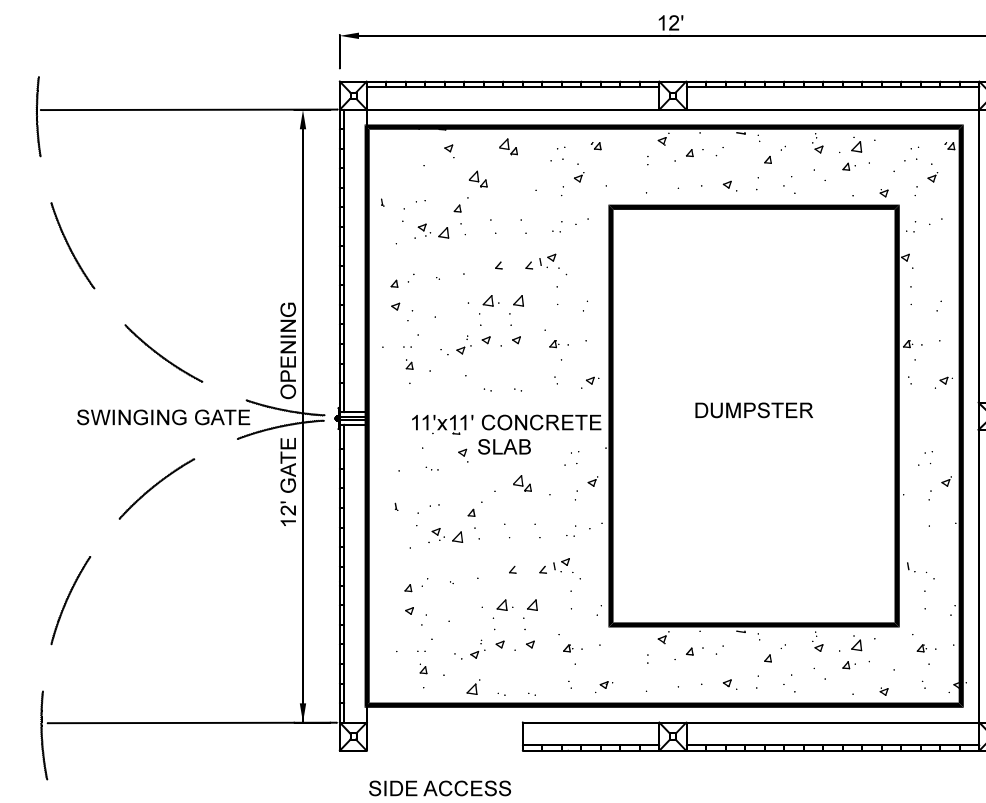 12'
12' GATE OPENING
SWINGING GATE
11'x11' CONCRETE
SLAB
DUMPSTER
SIDE ACCESS